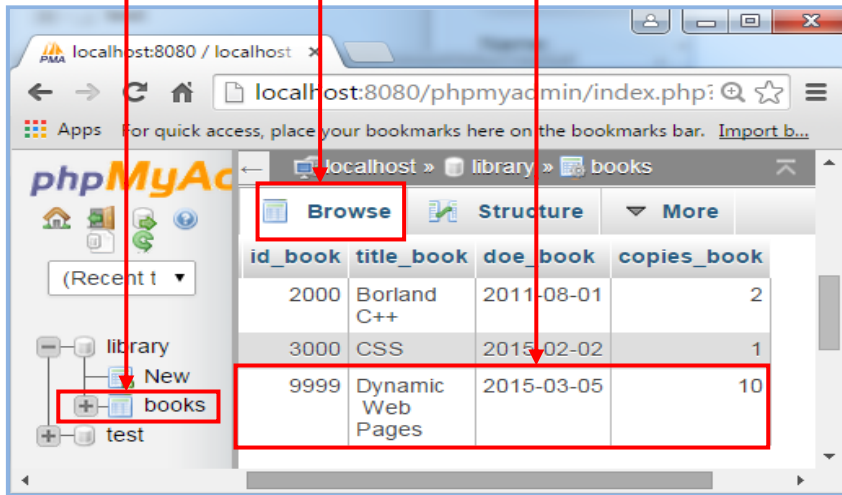 localhost:8080 / localhost
localhost:8080/phpmyadmin/index.php?
Apps For quick access, place your bookmarks here on the bookmarks bar. Import b...
phpMyAd
localhost » library » books
Browse Structure More
(Recent t
id_book title_book doe_book copies_book
2000 Borland 2011-08-01 2
C++
3000 CSS 2015-02-02 1
9999 Dynamic 2015-03-05 10
Web
Pages
library
New
books
test